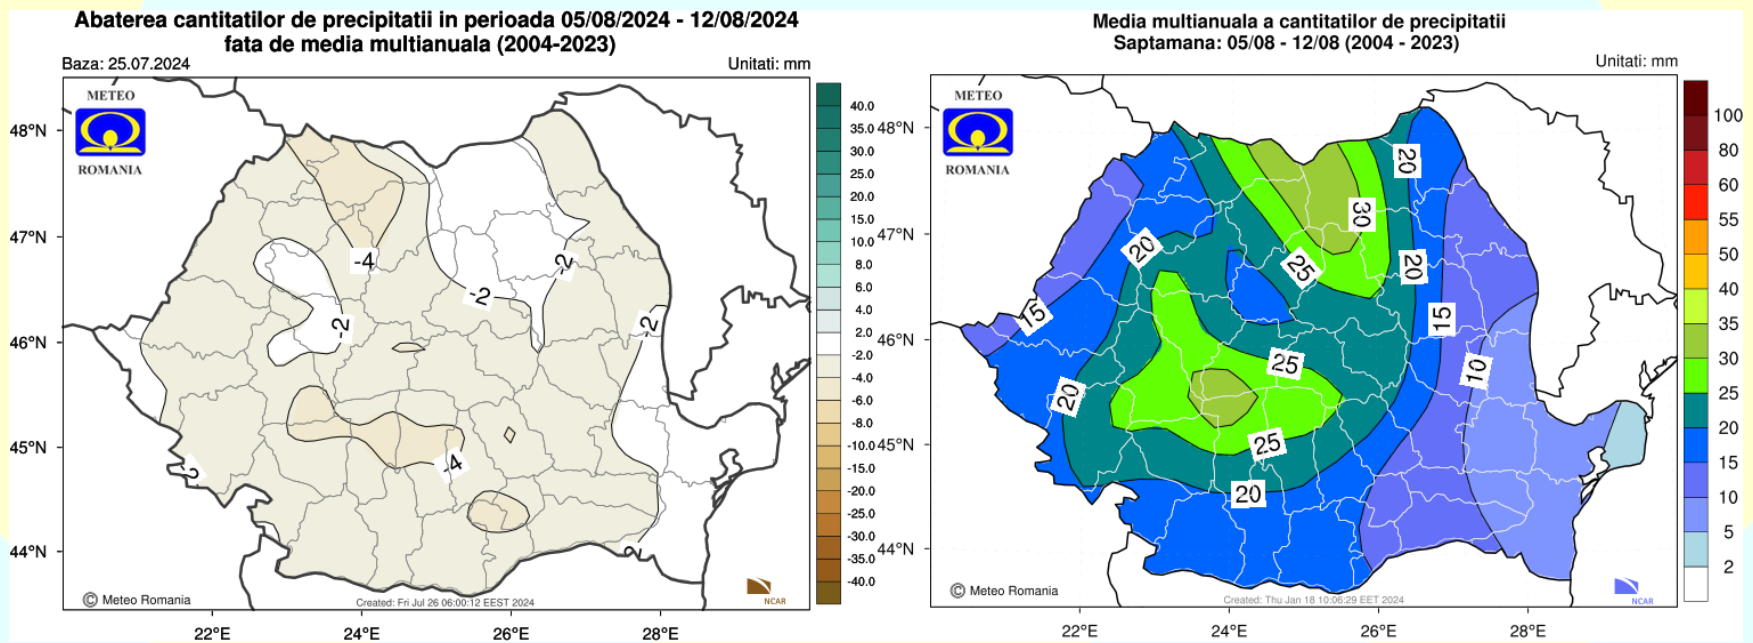 Abaterea cantitatilor de precipitatii in perioada 05/08/2024 - 12/08/2024
fata de media multianuala (2004-2023)
Baza: 25.07.2024
Unitati: mm
METEO
ROMANIA
48°N
47°N
46°N
45°N
44°N
22°E
24°E
26°E
28°E
-4
-2
-2
-2
-2
-4
-2
2
40.0
35.0
30.0
25.0
20.0
15.0
10.0
8.0
6.0
4.0
2.0
-2.0
-4.0
-6.0
-8.0
-10.0
-15.0
-20.0
-25.0
-30.0
-35.0
-40.0
© Meteo Romania
Created: Fri Jul 26 06:00:12 EEST 2024
NCAR
Media multianuala a cantitatilor de precipitatii
Saptamana: 05/08 - 12/08 (2004 - 2023)
Unitati: mm
METEO
ROMANIA
48°N
47°N
46°N
45°N
44°N
22°E
24°E
26°E
28°E
20
30
20
25
20
15
15
25
10
20
25
20
100
80
60
55
50
40
35
30
25
20
15
10
5
2
© Meteo Romania
Created: Thu Jan 18 10:06:29 EET 2024
NCAR